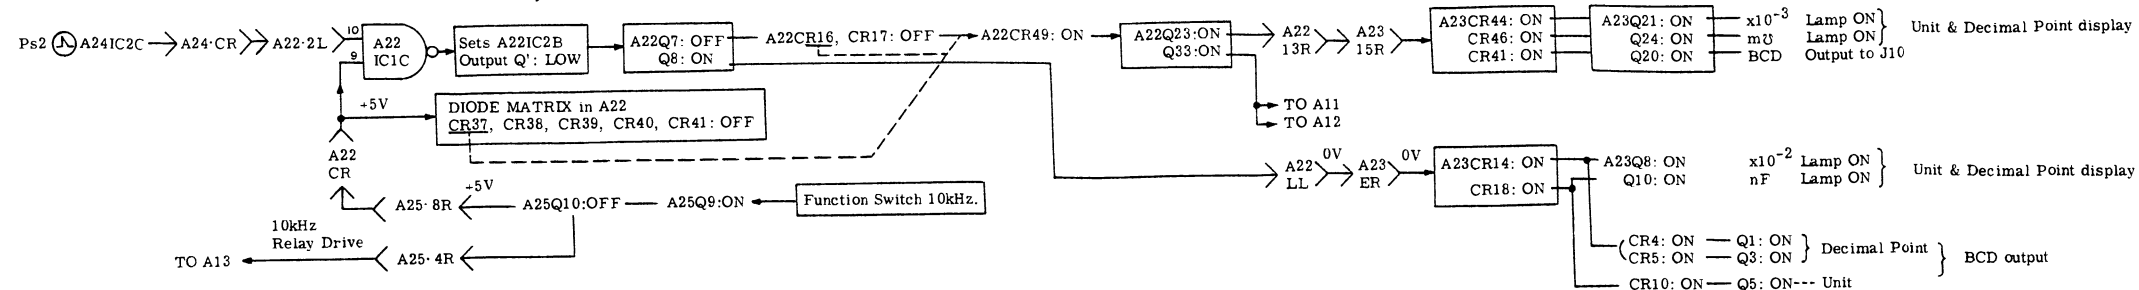 Ps2 A24IC2C A24·CR A22·2L 10 9 A22 IC1C
Sets A22IC2B
Output Q': LOW
A22Q7: OFF
Q8: ON
A22CR16, CR17: OFF
A22CR49: ON
A22Q23:ON
Q33:ON
A22
13R
A23
15R
A23CR44: ON
CR46: ON
CR41: ON
A23Q21: ON
Q24: ON
Q20: ON
x10⁻³ Lamp ON
m℧ Lamp ON
BCD Output to J10
Unit & Decimal Point display
+5V
DIODE MATRIX in A22
CR37, CR38, CR39, CR40, CR41: OFF
TO A11
TO A12
A22
CR
A22
LL
0V
A23
ER
0V
A23CR14: ON
CR18: ON
A23Q8: ON
Q10: ON
x10⁻² Lamp ON
nF Lamp ON
Unit & Decimal Point display
+5V
A25·8R
A25Q10:OFF
A25Q9:ON
Function Switch 10kHz.
10kHz
Relay Drive
TO A13
A25·4R
CR4: ON Q1: ON
CR5: ON Q3: ON
Decimal Point
BCD output
CR10: ON Q5: ON--- Unit